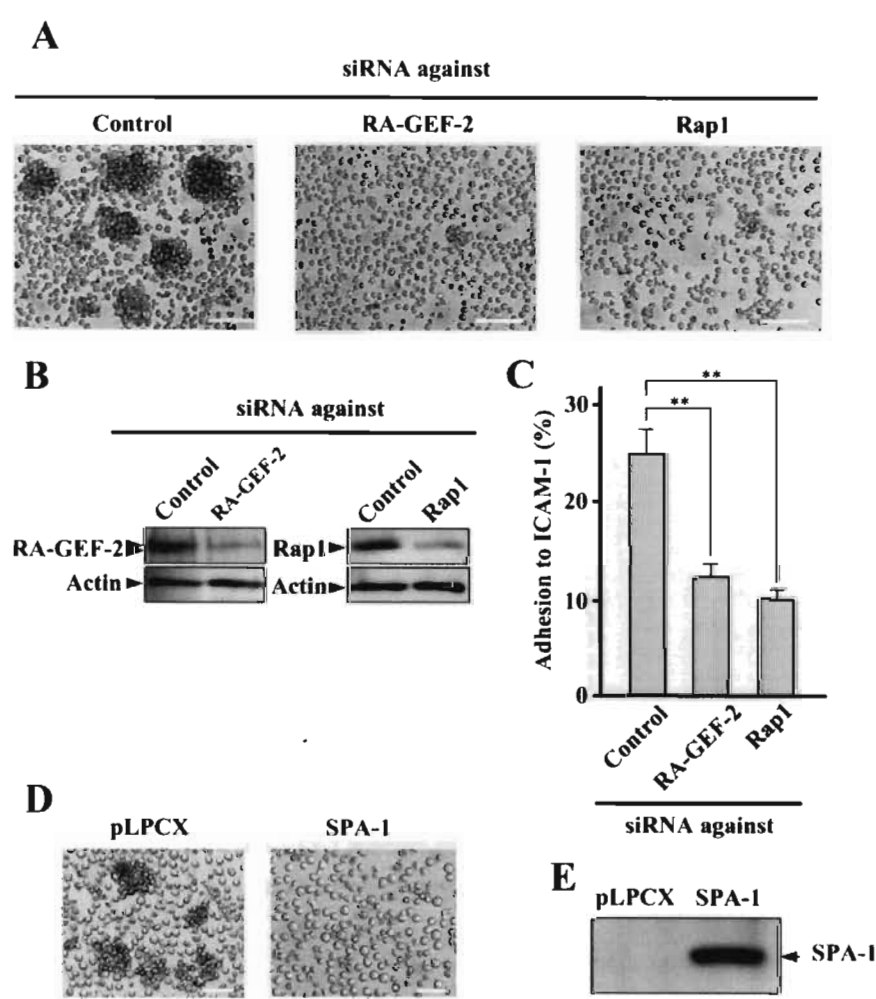 A
siRNA against
Control RA-GEF-2 Rap1
B
siRNA against
Control RA-GEF-2 Control Rap1
RA-GEF-2 Rap1
Actin Actin
C
Adhesion to ICAM-1 (%)
30
20
10
0
** **
Control RA-GEF-2 Rap1
siRNA against
D
pLPCX SPA-1
E
pLPCX SPA-1
SPA-1